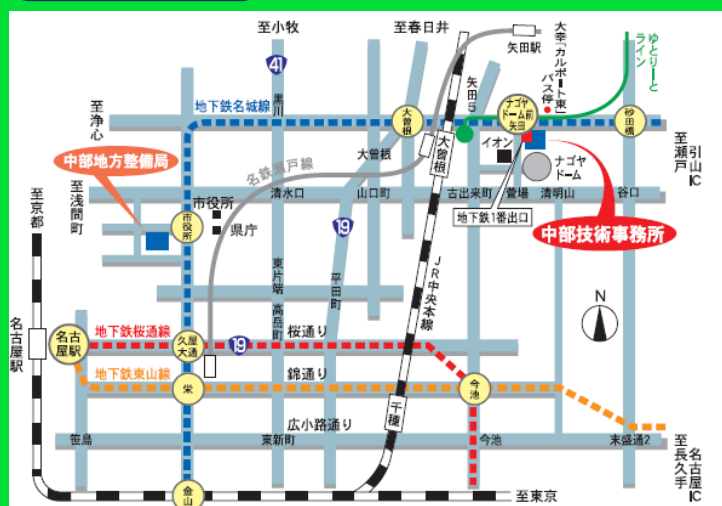 至小牧
至春日井
41
矢田駅
大幸「カルポート東」
バス停
ゆとりーと
ライン
至浄心
地下鉄名城線
黒川
大曽根
矢田5
ナゴヤ
ドーム前
矢田
砂田橋
至瀬戸
引山IC
中部地方整備局
名鉄瀬戸線
大曽根
大曽根
イオン
ナゴヤ
ドーム
至浅間町
市役所
清水口
山口町
古出来町
萱場
清明山
谷口
地下鉄1番出口
中部技術事務所
至京都
市役所
県庁
19
東片端
平田町
JR中央本線
N
高岳町
名古屋駅
名古
屋駅
地下鉄桜通線
久屋
大通
19
桜通り
地下鉄東山線
栄
錦通り
今池
千種
広小路通り
笹島
東新町
今池
末盛通2
至長久手
名古屋IC
金山
至東京